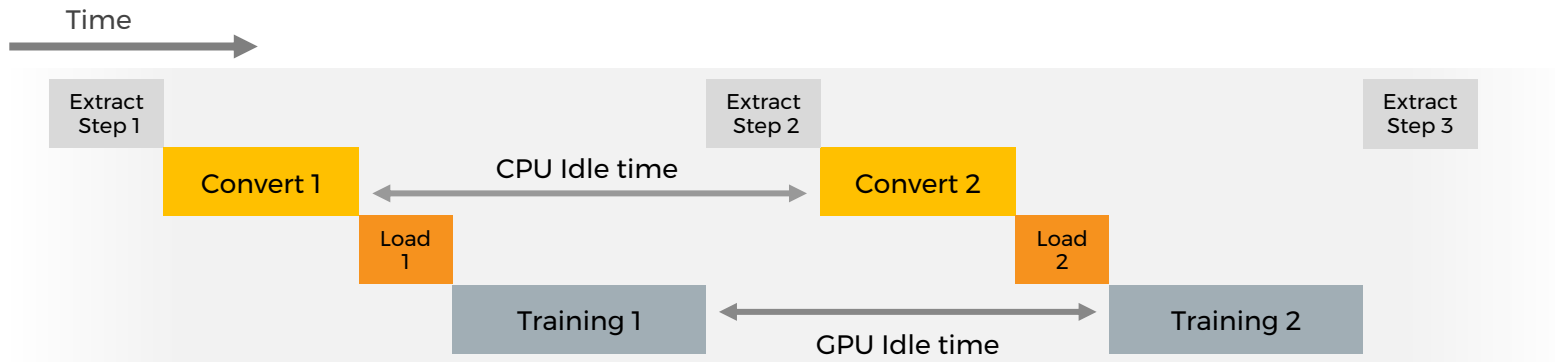 Time
Extract
Step 1
Extract
Step 2
Extract
Step 3
Convert 1
CPU Idle time
Convert 2
Load
1
Load
2
Training 1
GPU Idle time
Training 2